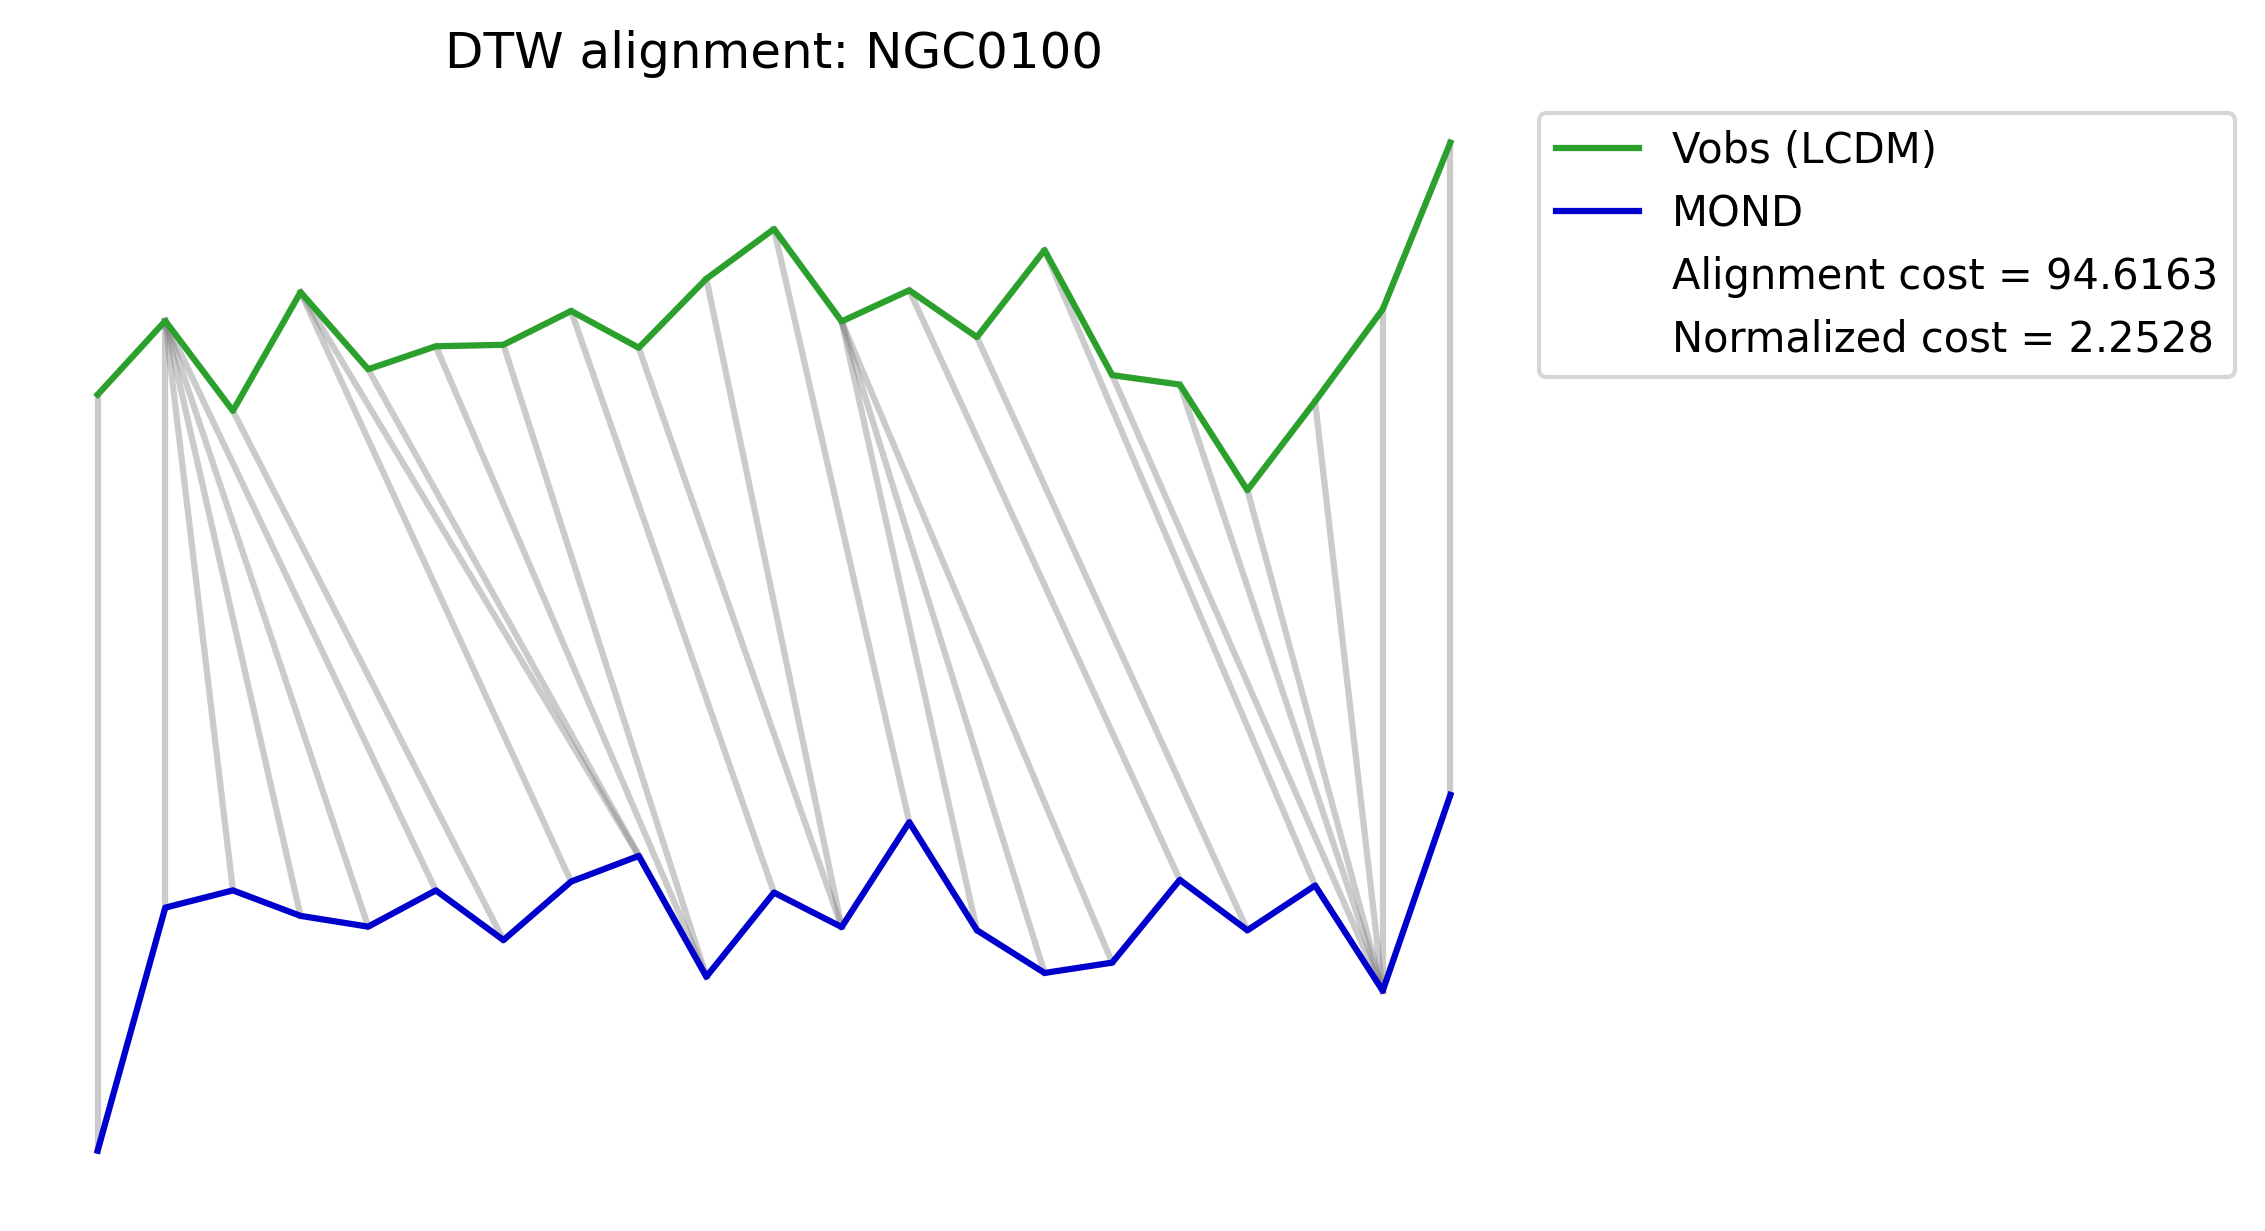 DTW alignment: NGC0100
Vobs (LCDM)
MOND
Alignment cost = 94.6163
Normalized cost = 2.2528